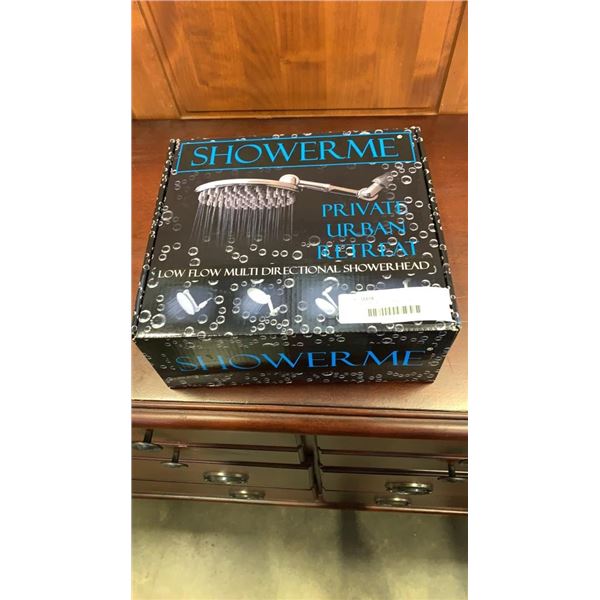 SHOWERME
PRIVATE
URBAN
RETREAT
LOW FLOW MULTI DIRECTIONAL SHOWERHEAD
SHOWERME